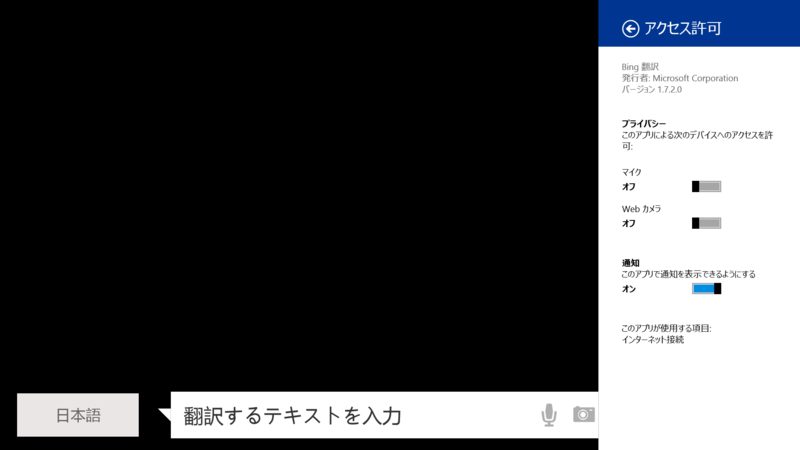 アクセス許可
Bing 翻訳
発行者: Microsoft Corporation
バージョン 1.7.2.0
プライバシー
このアプリによる次のデバイスへのアクセスを許
可:
マイク
オフ
Web カメラ
オフ
通知
このアプリで通知を表示できるようにする
オン
このアプリが使用する項目:
インターネット接続
日本語
翻訳するテキストを入力